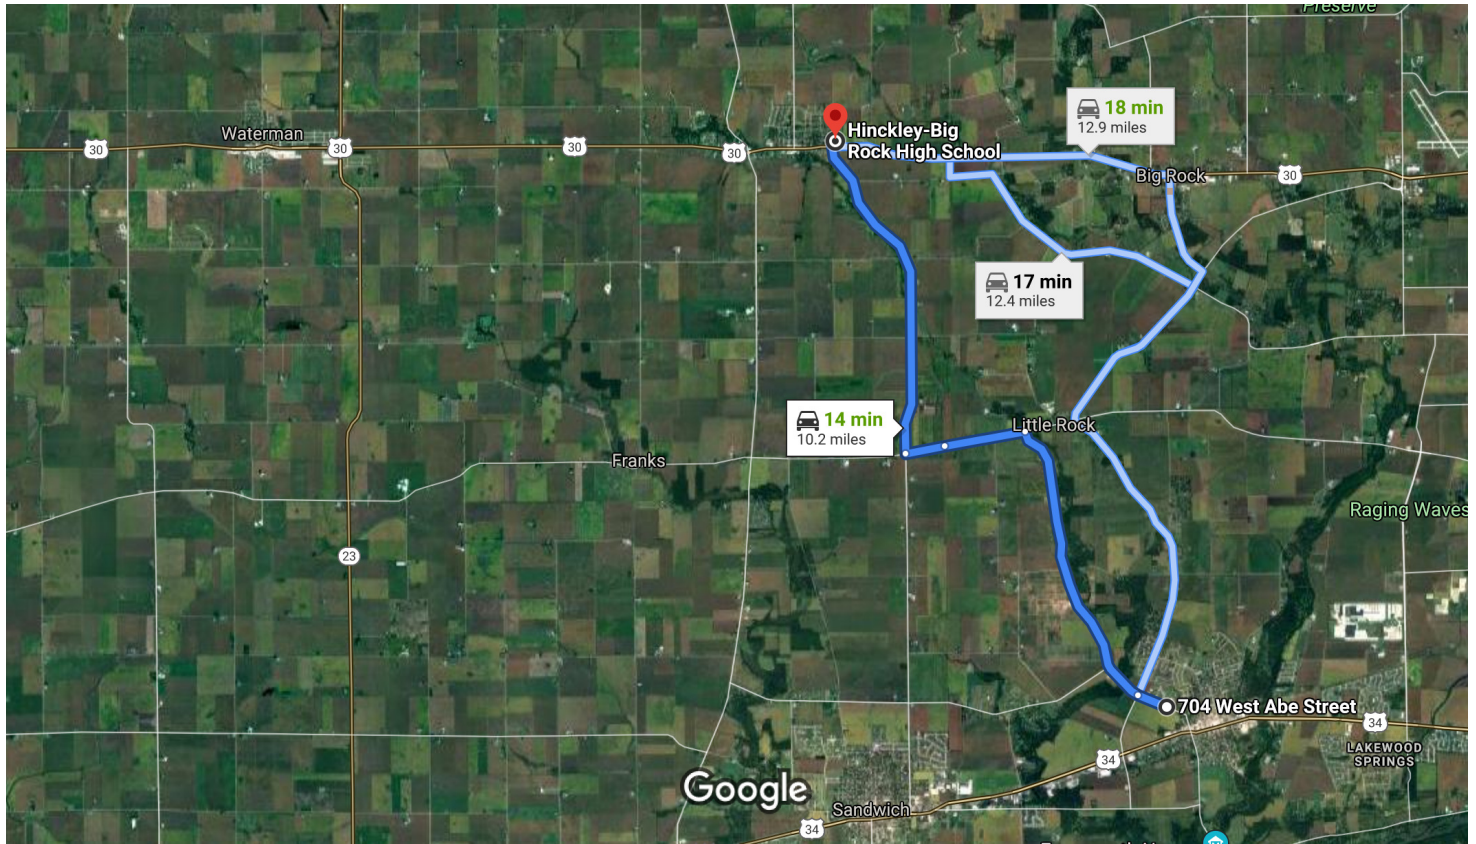 Preserve
18 min
12.9 miles
Waterman
Hinckley-Big
Rock High School
30
30
30
30
Big Rock
30
17 min
12.4 miles
14 min
10.2 miles
Little Rock
Franks
Raging Waves
23
704 West Abe Street
34
LAKEWOOD
SPRINGS
34
Google
Sandwich
34